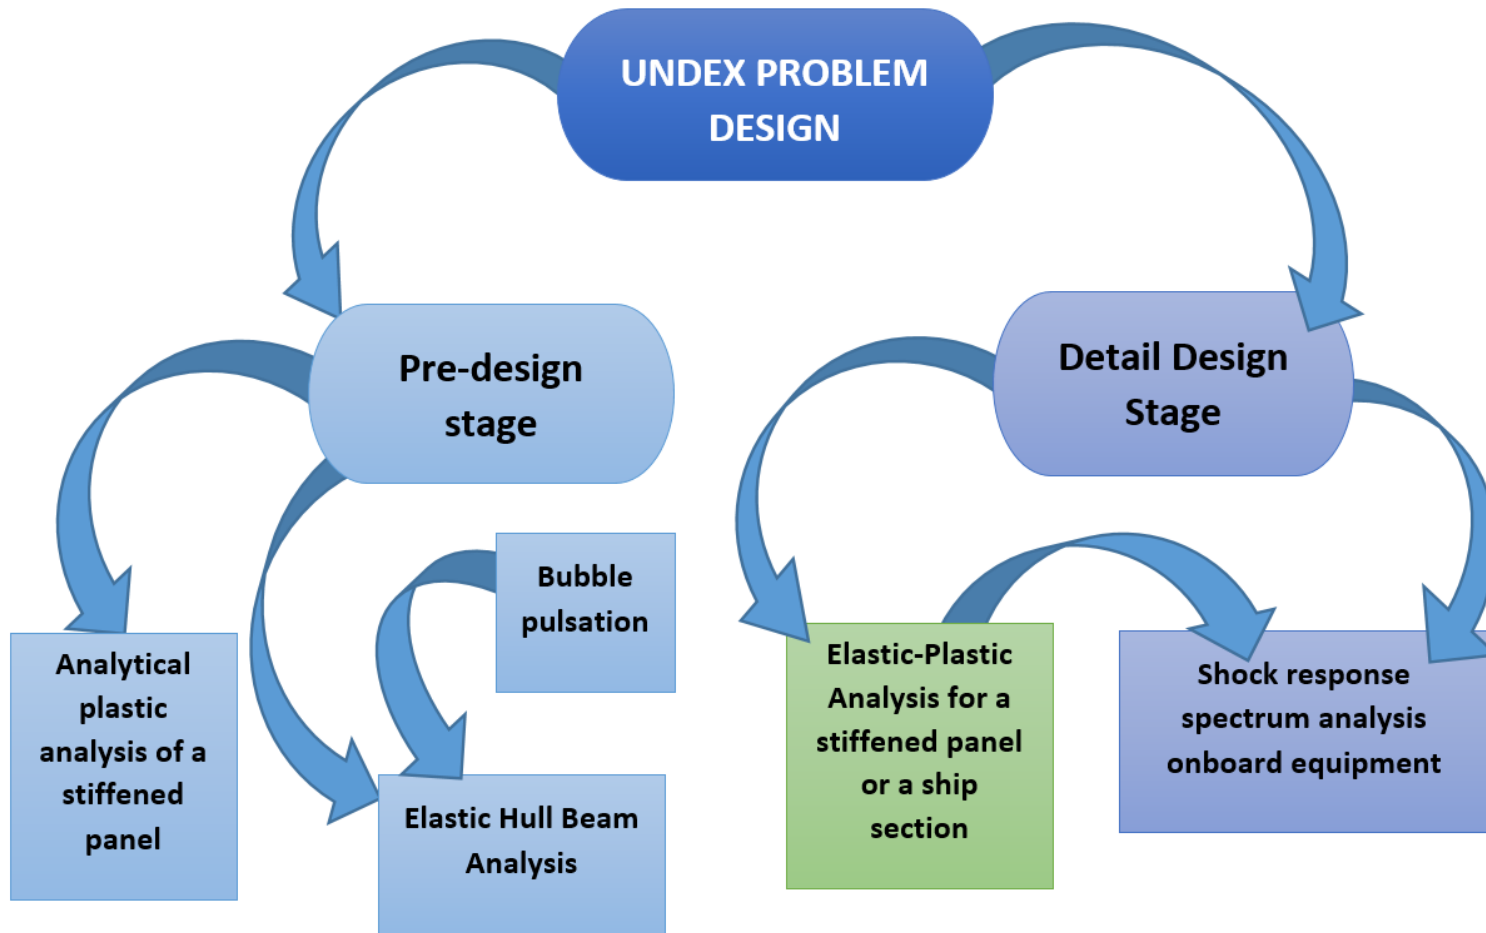 UNDEX PROBLEM
DESIGN
Pre-design
stage
Detail Design
Stage
Bubble
pulsation
Analytical
plastic
analysis of a
stiffened
panel
Elastic Hull Beam
Analysis
Elastic-Plastic
Analysis for a
stiffened panel
or a ship
section
Shock response
spectrum analysis
onboard equipment